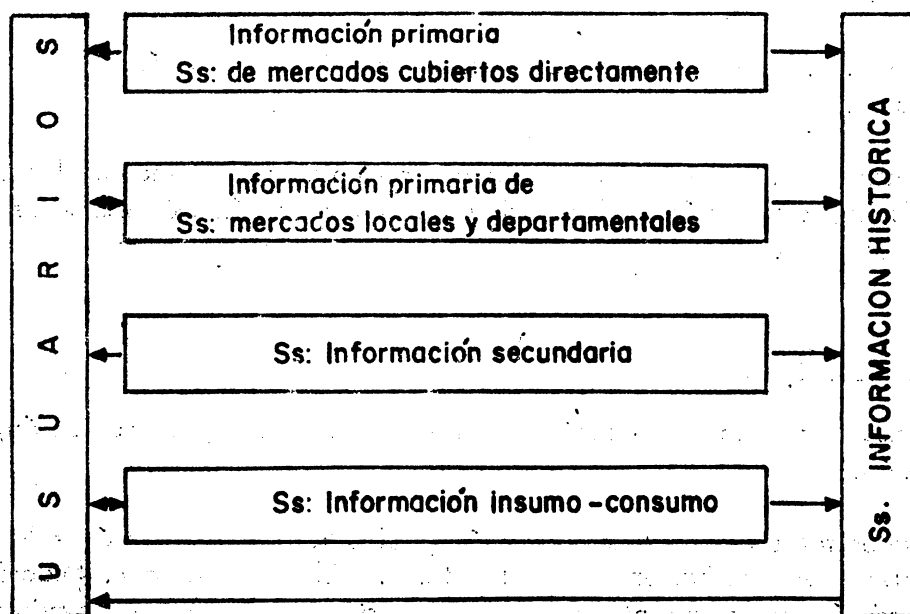 USUARIOS
Información primaria
Ss: de mercados cubiertos directamente
Información primaria de
Ss: mercados locales y departamentales
Ss: Información secundaria
Ss: Información insumo-consumo
Ss. INFORMACION HISTORICA